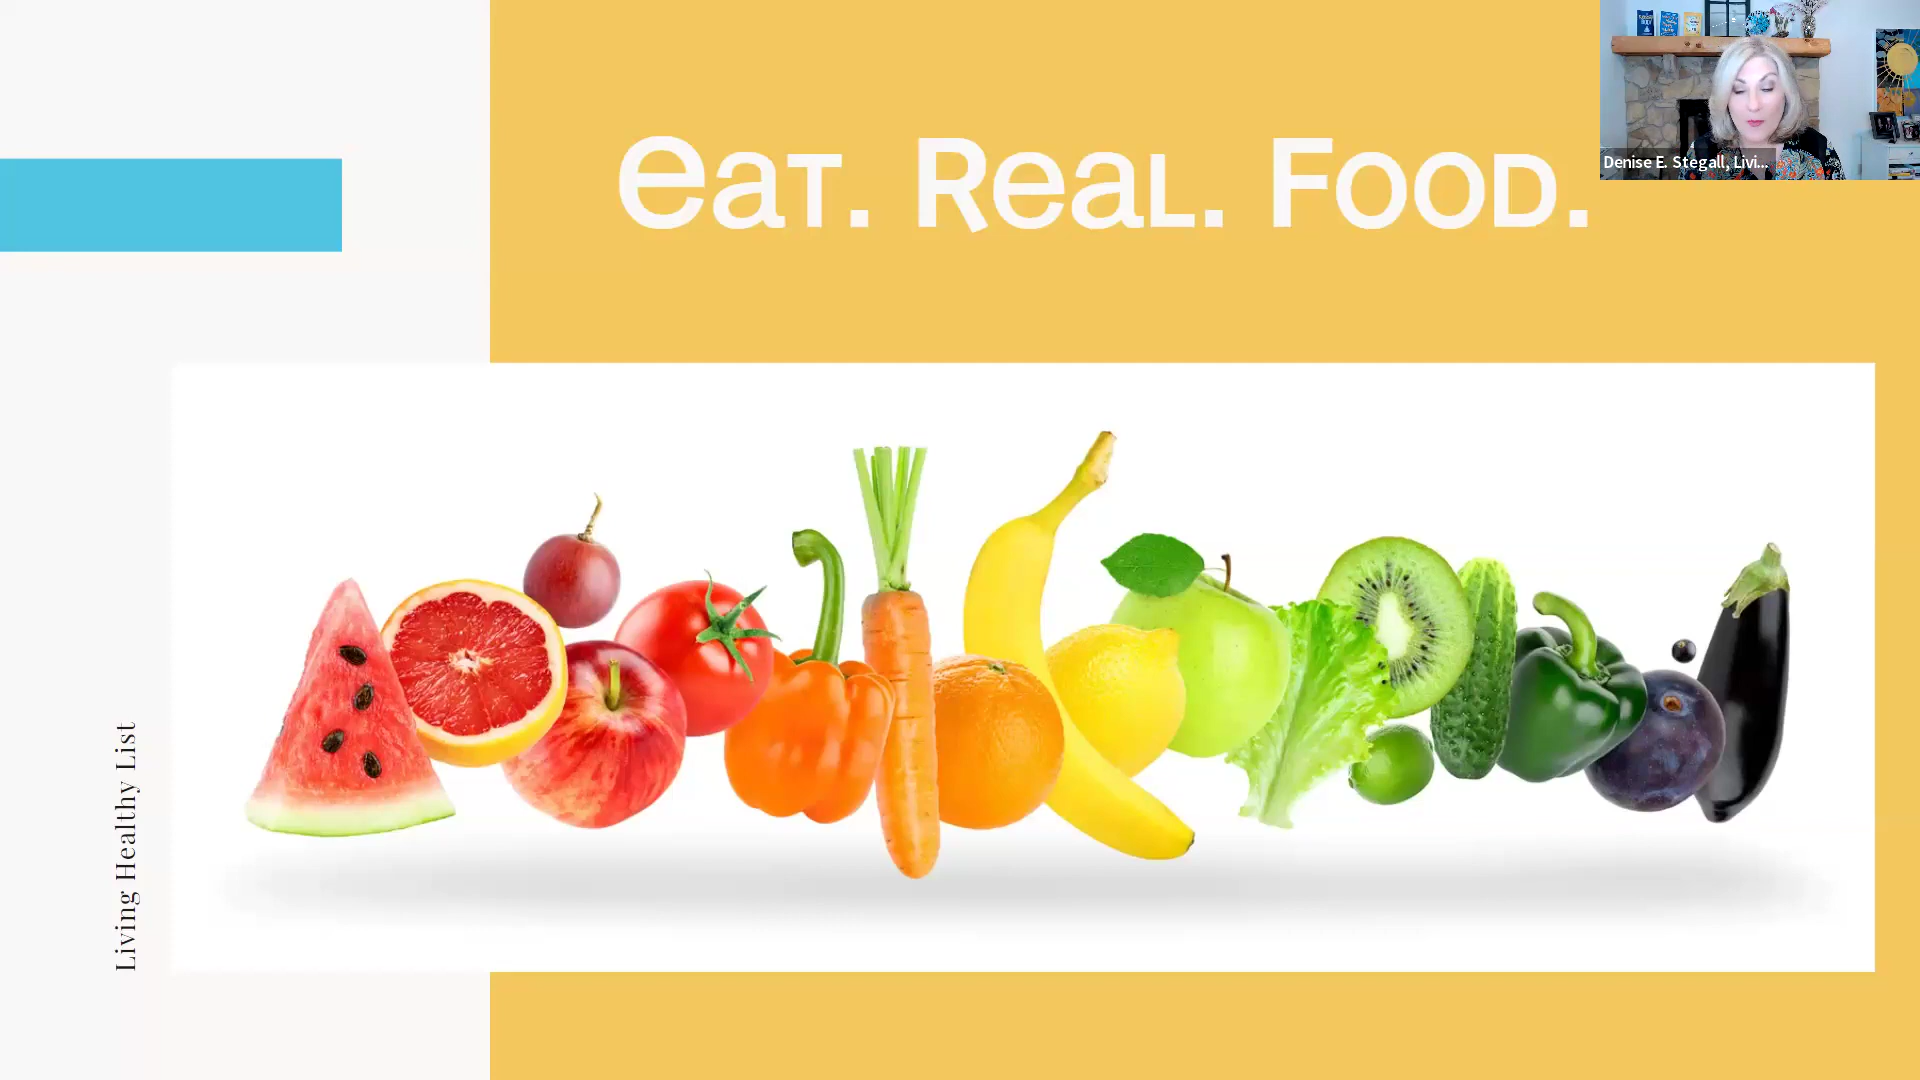 eaT. ReaL. FOOD.
Denise E. Stegall, Livi...
Living Healthy List